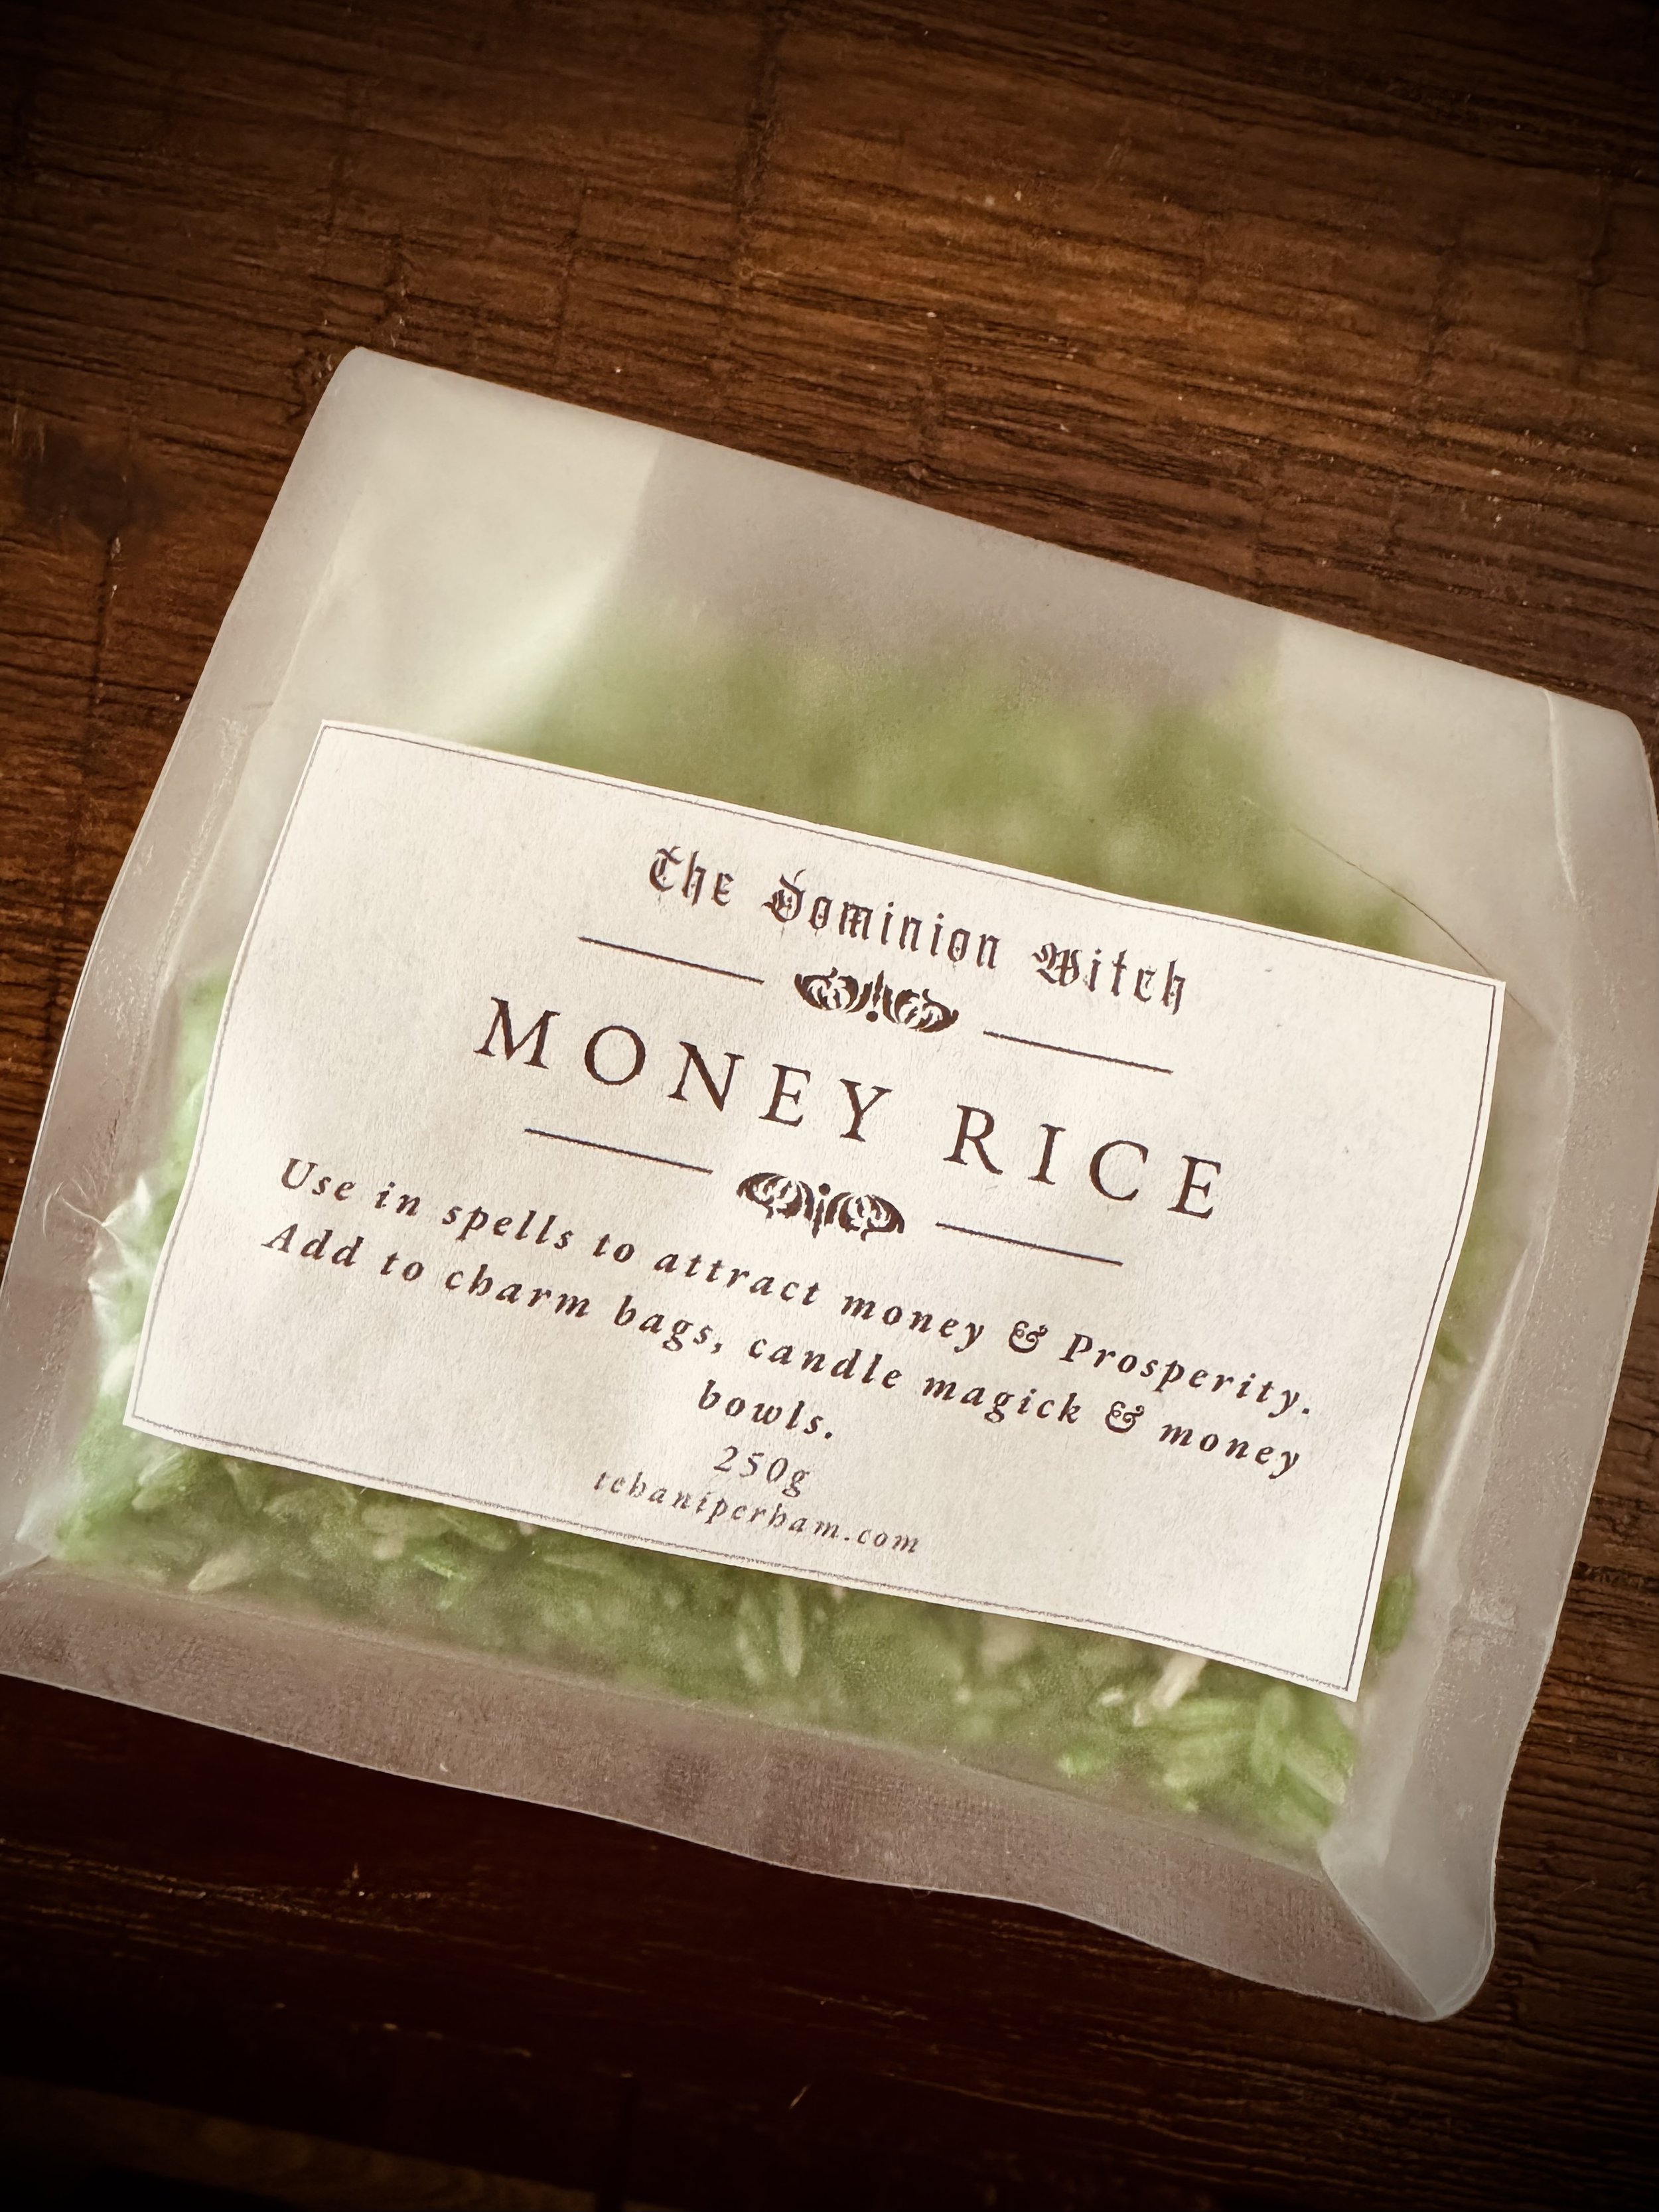 The Dominion Witch
MONEY RICE
Use in spells to attract money & Prosperity.
Add to charm bags, candle magick & money
bowls.
250g
tehaniperham.com